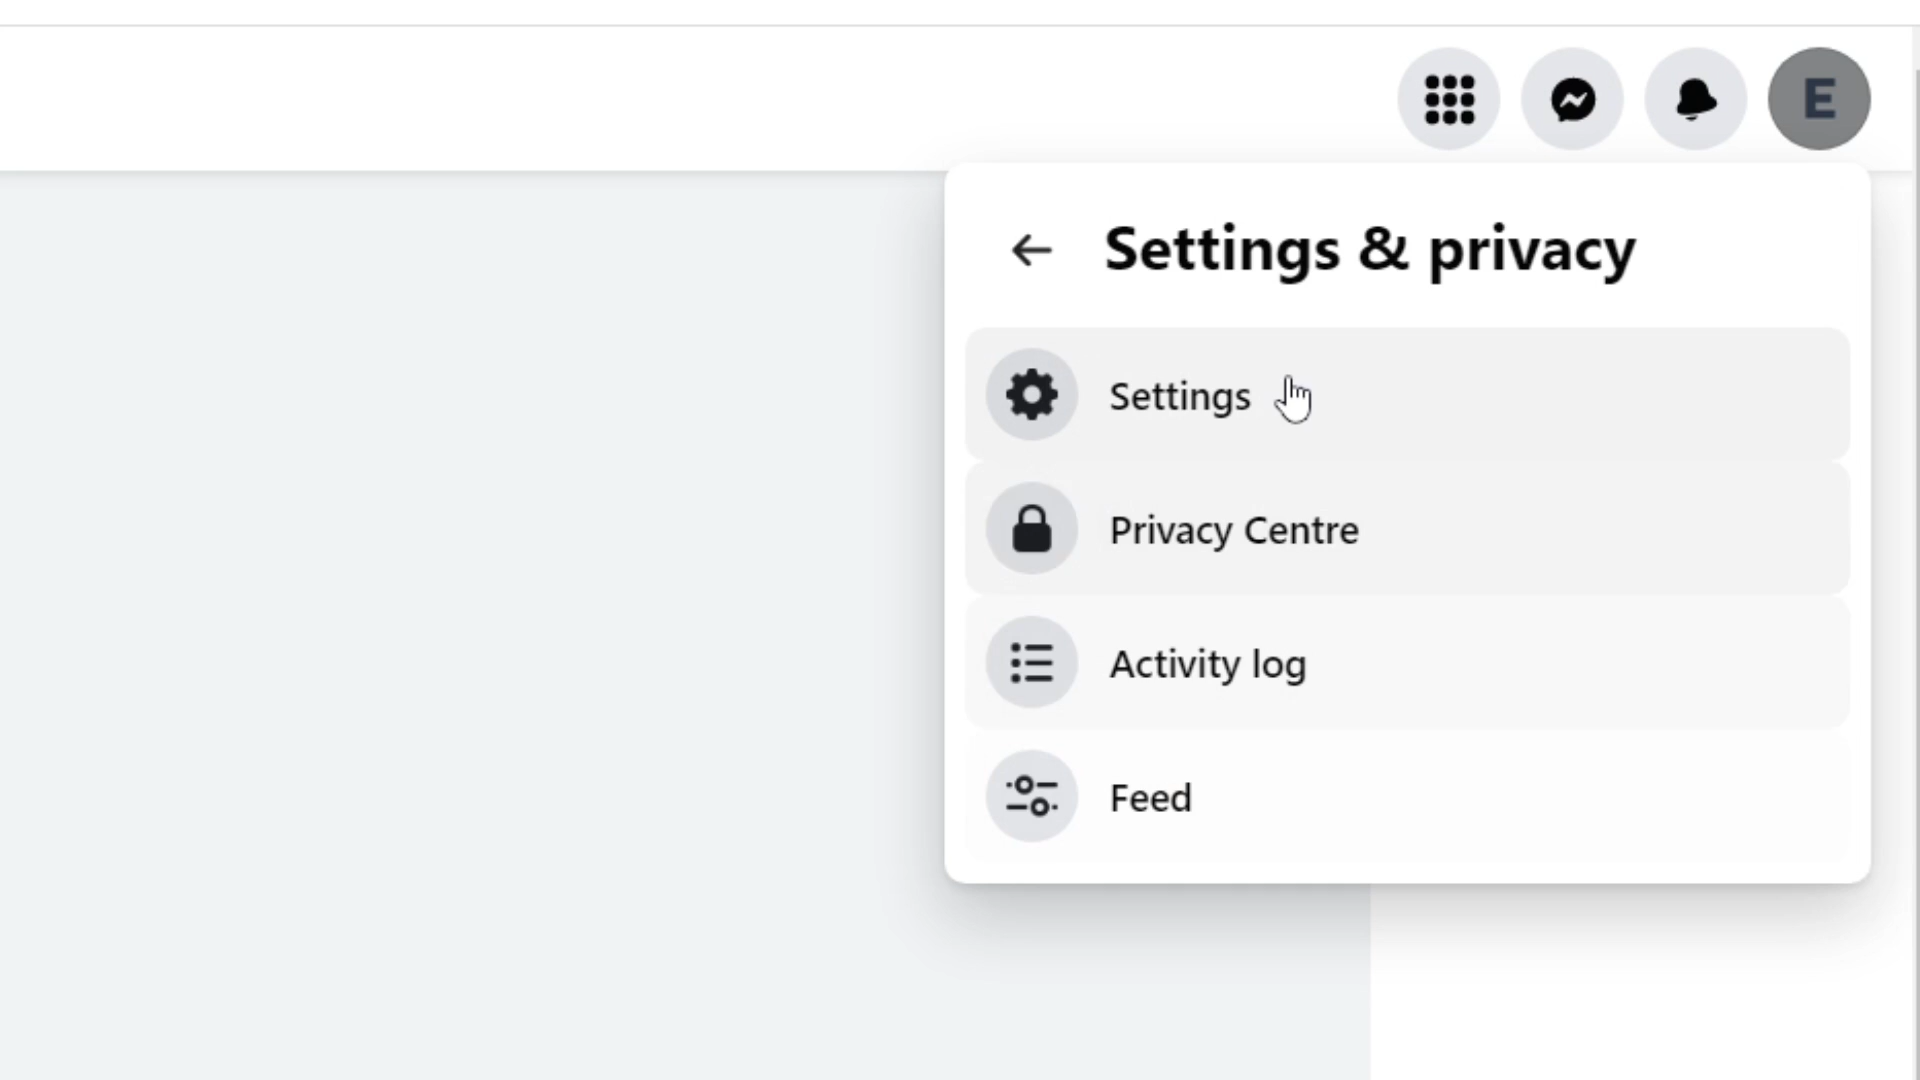 E
Settings & privacy
Settings
Privacy Centre
Activity log
Feed